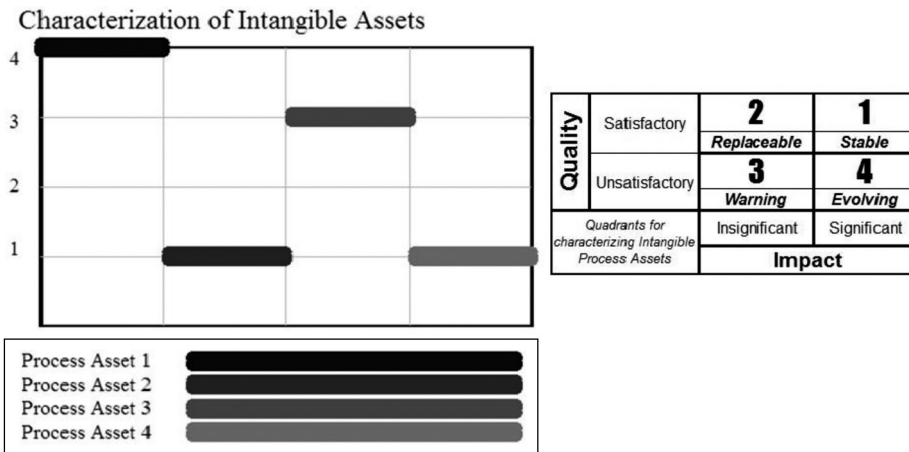 Characterization of Intangible Assets
4
3
2
1
Process Asset 1
Process Asset 2
Process Asset 3
Process Asset 4
Quality
Satisfactory
2
1
Replaceable
Stable
Unsatisfactory
3
4
Warning
Evolving
Quadrants for
characterizing Intangible
Process Assets
Insignificant
Significant
Impact